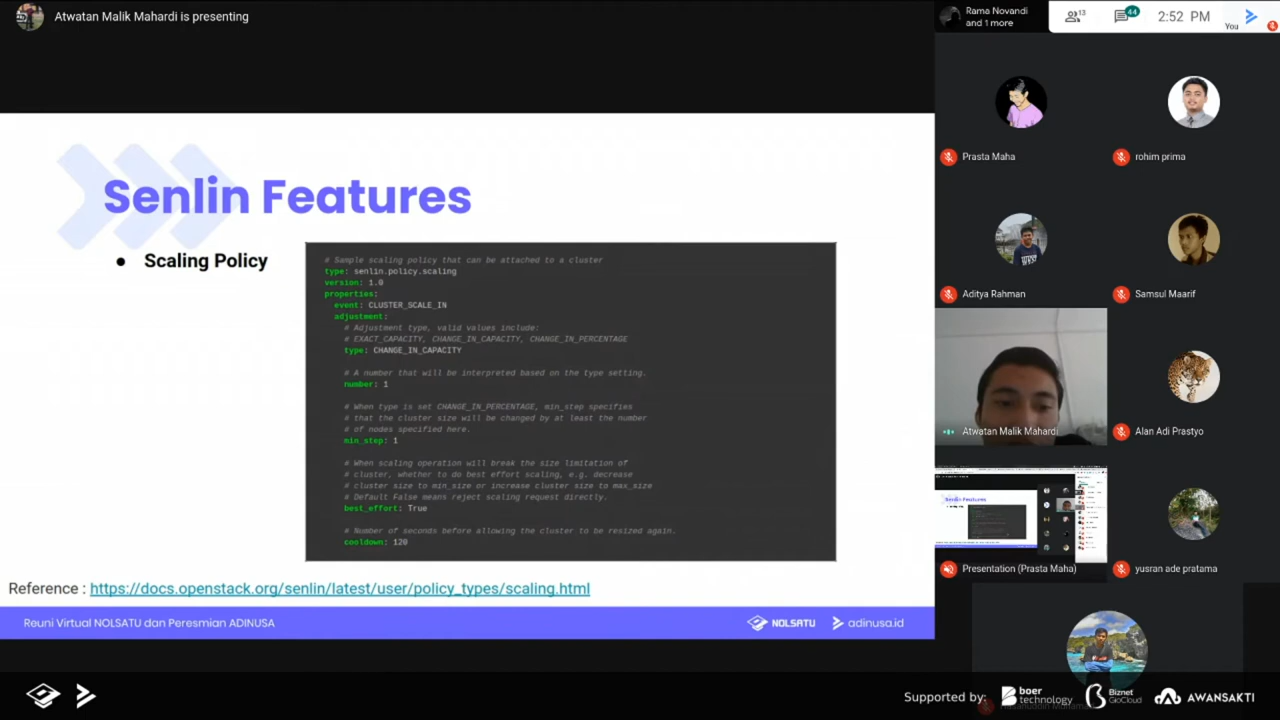 Atwatan Malik Mahardi is presenting
Rama Novandi
and 1 more
13
44
2:52 PM
You
Senlin Features
● Scaling Policy
# Sample scaling policy that can be attached to a cluster
type: senlin.policy.scaling
version: 1.0
properties:
event: CLUSTER_SCALE_IN
adjustment:
# Adjustment type, valid values include:
# EXACT_CAPACITY, CHANGE_IN_CAPACITY, CHANGE_IN_PERCENTAGE
type: CHANGE_IN_CAPACITY
# A number that will be interpreted based on the type setting.
number: 1
# When type is set CHANGE_IN_PERCENTAGE, min_step specifies
# that the cluster size will be changed by at least the number
# of nodes specified here.
min_step: 1
# When scaling operation will break the size limitation of
# cluster, whether to do best effort scaling, e.g. decrease
# cluster size to min_size or increase cluster size to max_size
# Default False means reject scaling request directly.
best_effort: True
# Number seconds before allowing the cluster to be resized again.
cooldown: 120
Reference : https://docs.openstack.org/senlin/latest/user/policy_types/scaling.html
Reuni Virtual NOLSATU dan Peresmian ADINUSA
NOLSATU
adinusa.id
Prasta Maha
rohim prima
Aditya Rahman
Samsul Maarif
Atwatan Malik Mahardi
Alan Adi Prastyo
Senlin Features
Presentation (Prasta Maha)
yusran ade pratama
Supported by:
boer
technology
Biznet
GioCloud
AWANSAKTI